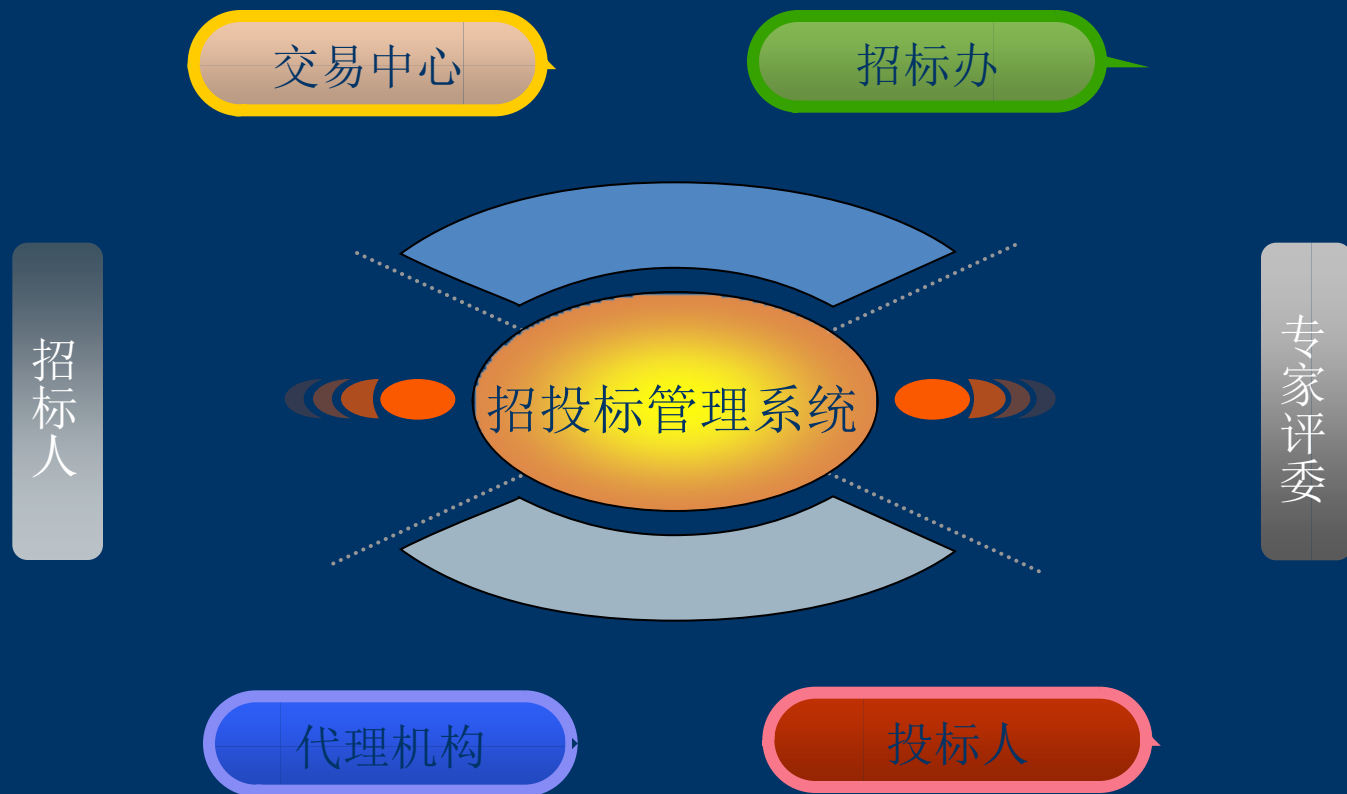 交易中心
招标办
招标人
招投标管理系统
专家评委
代理机构
投标人